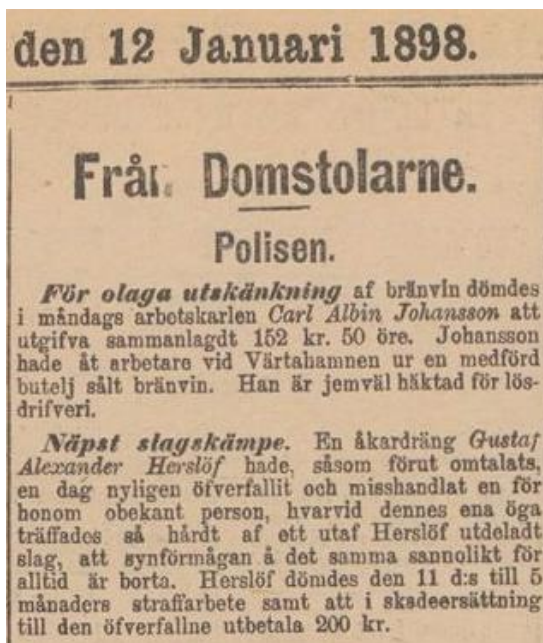 den 12 Januari 1898.
Från Domstolarne.
Polisen.
För olaga utskänkning af bränvin dömdes
i måndags arbetskarlen Carl Albin Johansson att
utgifva sammanlagdt 152 kr. 50 öre. Johansson
hade åt arbetare vid Värtahamnen ur en medförd
butelj sålt bränvin. Han är jemväl häktad för lös-
drifveri.
Näpst slagskämpe. En åkardräng Gustaf
Alexander Herslöf hade, såsom förut omtalats,
en dag nyligen öfverfallit och misshandlat en för
honom obekant person, hvarvid dennes ena öga
träffades så hårdt af ett utaf Herslöf utdeladt
slag, att synförmågan å det samma sannolikt för
alltid är borta. Herslöf dömdes den 11 d:s till 5
månaders straffarbete samt att i skadeersättning
till den öfverfallne utbetala 200 kr.